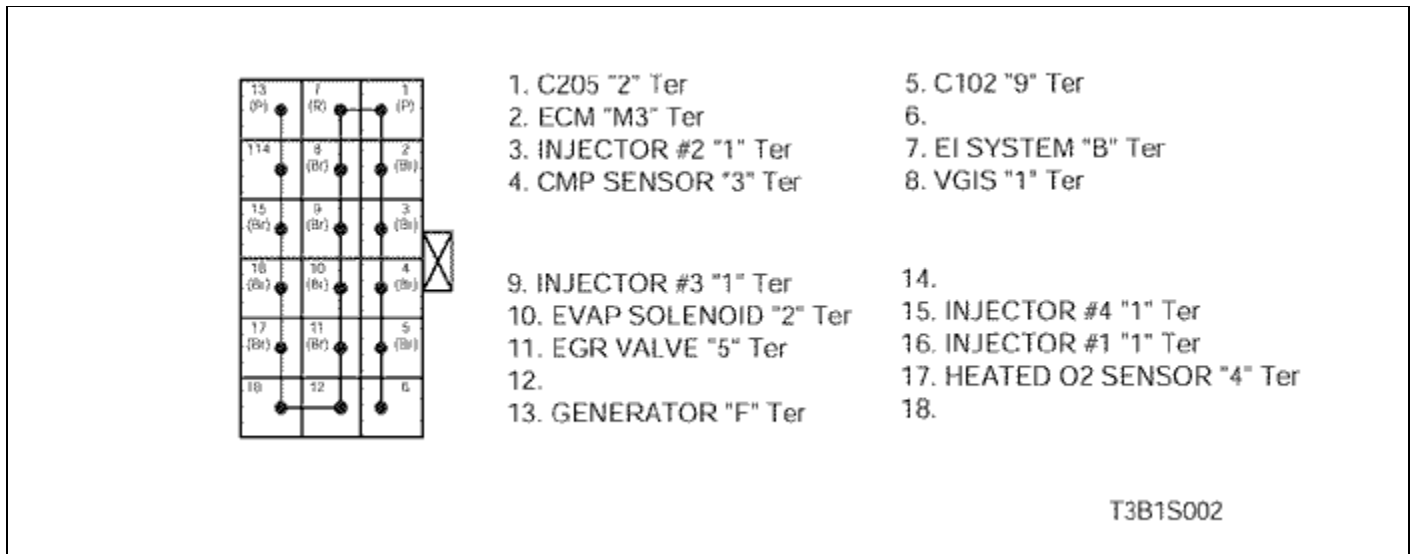 13 7 1
(P) (R) (P)
114 8 2
(Br) (Br)
15 9 3
(Br) (Br) (Br)
16 10 4
(Br) (Br) (Br)
17 11 5
(Br) (Br) (Br)
18 12 6
1. C205 "2" Ter
2. ECM "M3" Ter
3. INJECTOR #2 "1" Ter
4. CMP SENSOR "3" Ter
5. C102 "9" Ter
6.
7. EI SYSTEM "B" Ter
8. VGIS "1" Ter
9. INJECTOR #3 "1" Ter
10. EVAP SOLENOID "2" Ter
11. EGR VALVE "5" Ter
12.
13. GENERATOR "F" Ter
14.
15. INJECTOR #4 "1" Ter
16. INJECTOR #1 "1" Ter
17. HEATED O2 SENSOR "4" Ter
18.
T3B1S002